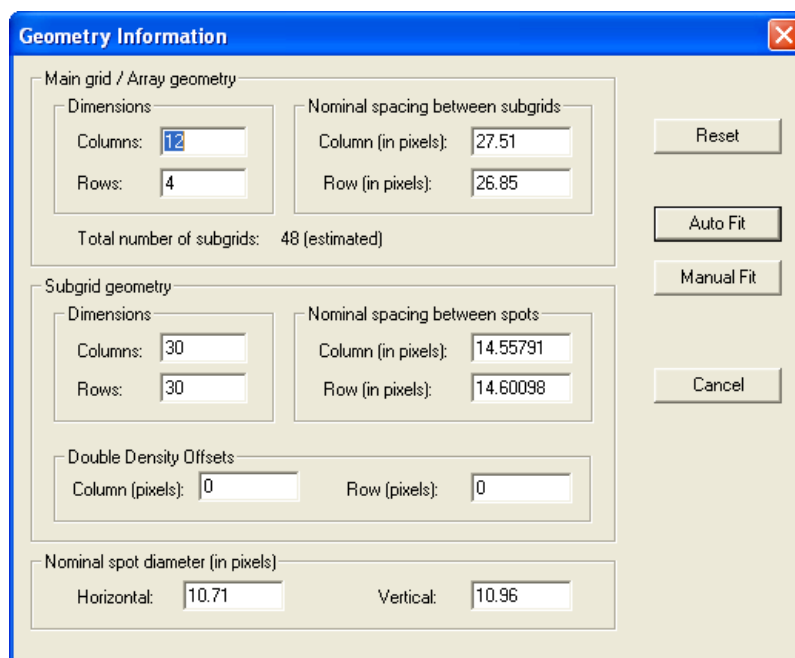 Geometry Information
Main grid / Array geometry
Dimensions
Columns: 12
Rows: 4
Nominal spacing between subgrids
Column (in pixels): 27.51
Row (in pixels): 26.85
Total number of subgrids: 48 (estimated)
Subgrid geometry
Dimensions
Columns: 30
Rows: 30
Nominal spacing between spots
Column (in pixels): 14.55791
Row (in pixels): 14.60098
Double Density Offsets
Column (pixels): 0 Row (pixels): 0
Nominal spot diameter (in pixels)
Horizontal: 10.71 Vertical: 10.96
Reset
Auto Fit
Manual Fit
Cancel